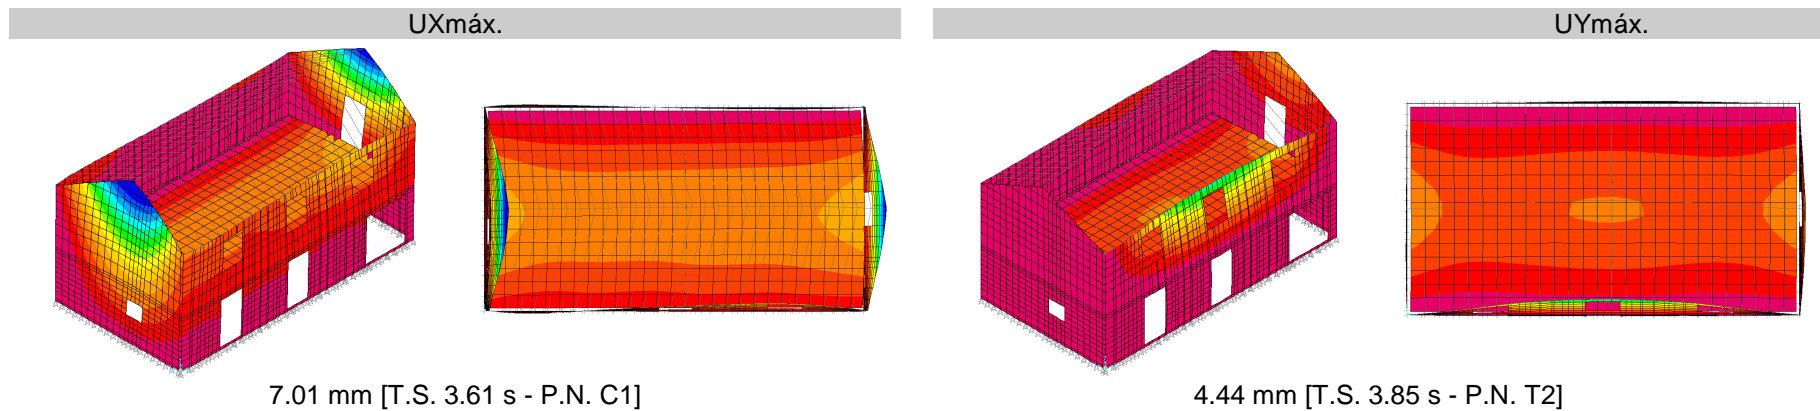 UXmáx.
UYmáx.
7.01 mm [T.S. 3.61 s - P.N. C1]
4.44 mm [T.S. 3.85 s - P.N. T2]